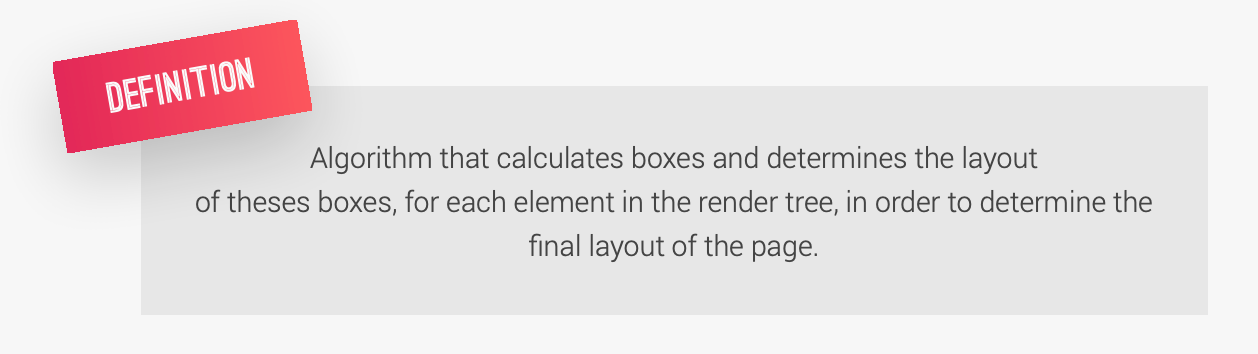 DEFINITION
Algorithm that calculates boxes and determines the layout
of theses boxes, for each element in the render tree, in order to determine the
final layout of the page.